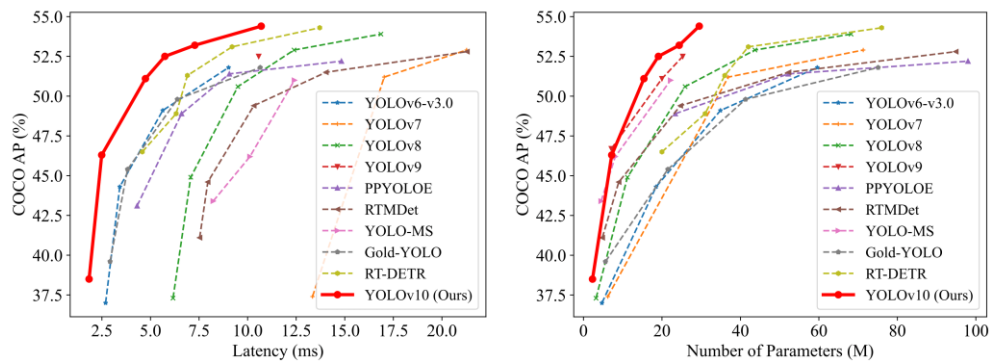 55.0
52.5
50.0
47.5
45.0
42.5
40.0
37.5
COCO AP (%)
2.5 5.0 7.5 10.0 12.5 15.0 17.5 20.0
Latency (ms)
YOLOv6-v3.0
YOLOv7
YOLOv8
YOLOv9
PPYOLOE
RTMDet
YOLO-MS
Gold-YOLO
RT-DETR
YOLOv10 (Ours)
55.0
52.5
50.0
47.5
45.0
42.5
40.0
37.5
COCO AP (%)
0 20 40 60 80 100
Number of Parameters (M)
YOLOv6-v3.0
YOLOv7
YOLOv8
YOLOv9
PPYOLOE
RTMDet
YOLO-MS
Gold-YOLO
RT-DETR
YOLOv10 (Ours)